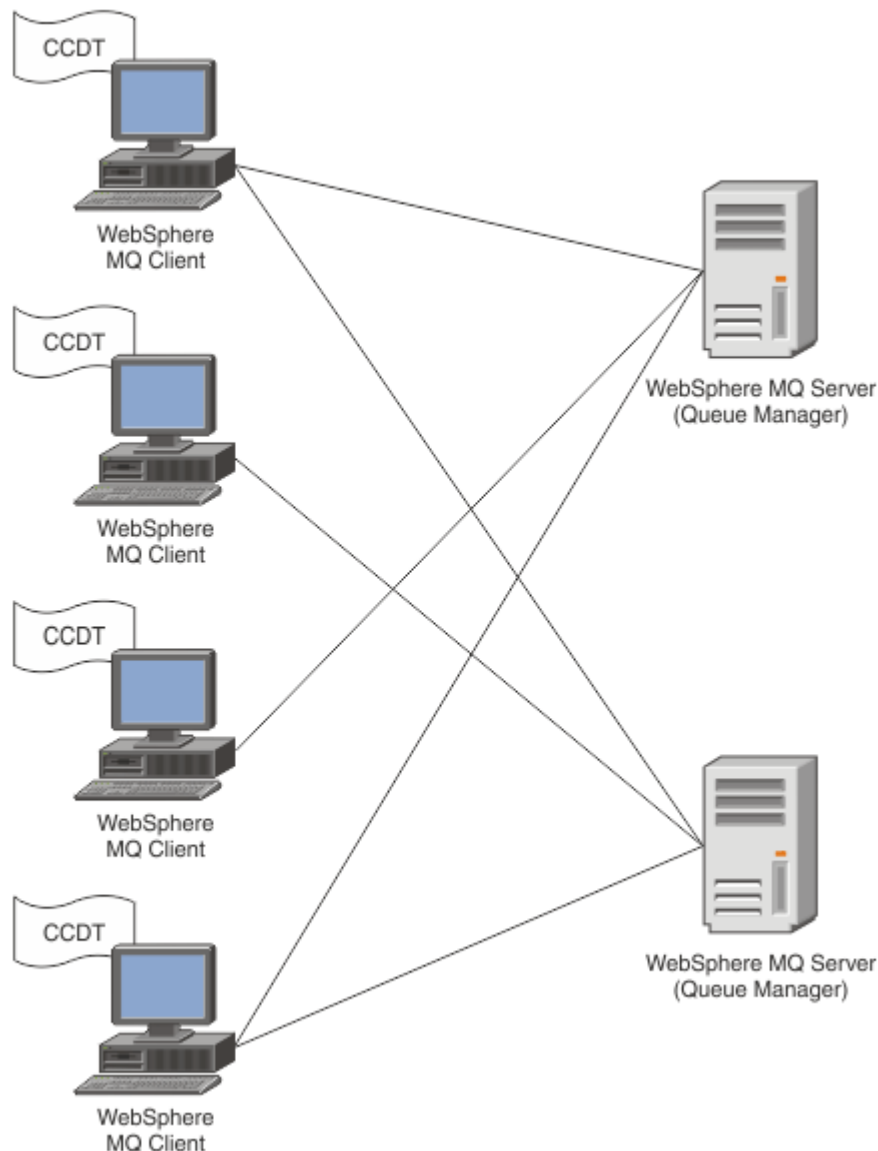 CCDT
WebSphere
MQ Client
WebSphere MQ Server
(Queue Manager)
CCDT
WebSphere
MQ Client
CCDT
WebSphere
MQ Client
CCDT
WebSphere MQ Server
(Queue Manager)
WebSphere
MQ Client